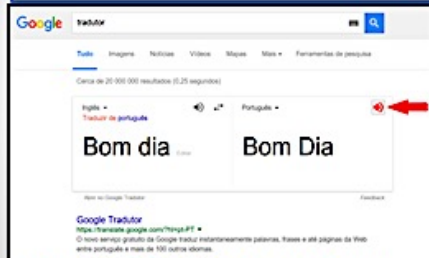 Google tradutor
Tudo Imagens Notícias Vídeos Mapas Mais Ferramentas de pesquisa
Cerca de 20 000 000 resultados (0,25 segundos)
Inglês Português
Traduzir de português
Bom dia Bom Dia
Abrir no Google Tradutor Feedback
Google Tradutor
https://translate.google.com/?hl=pt-PT
O novo serviço gratuito da Google traduz instantaneamente palavras, frases e até páginas da Web
entre português e mais de 100 outros idiomas.